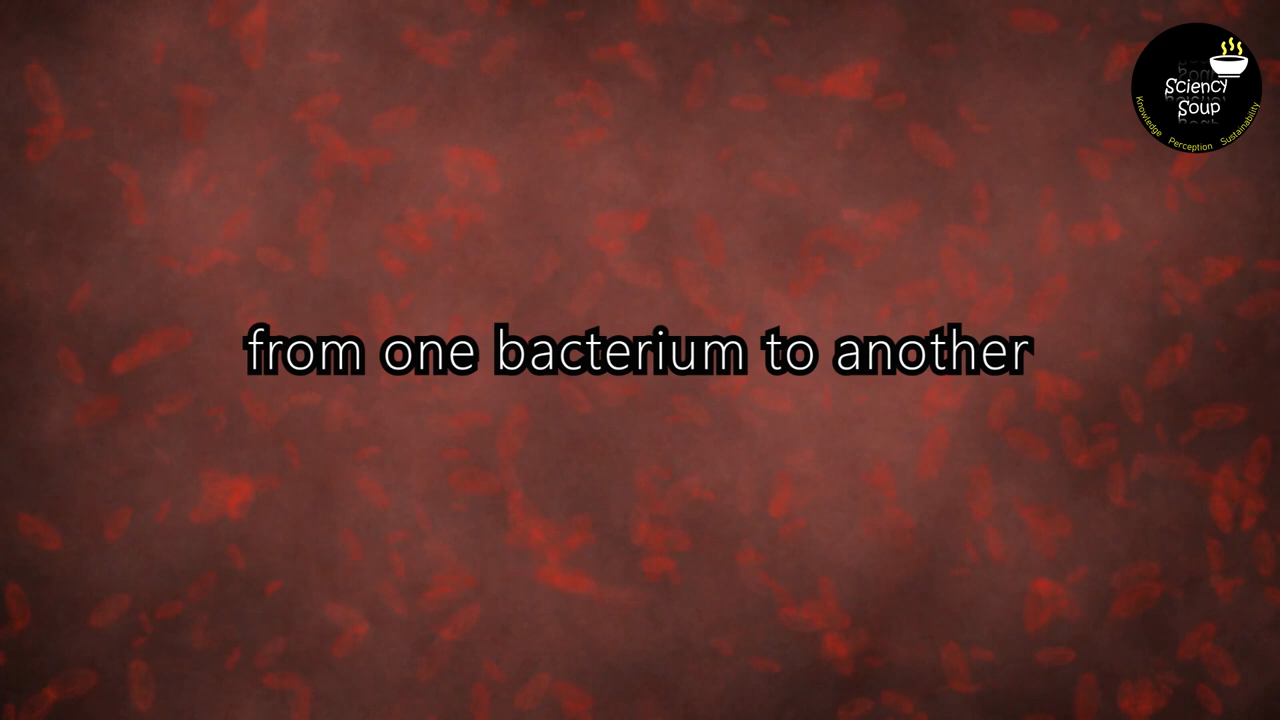 Sciency
Soup
Knowledge Perception Sustainability
from one bacterium to another